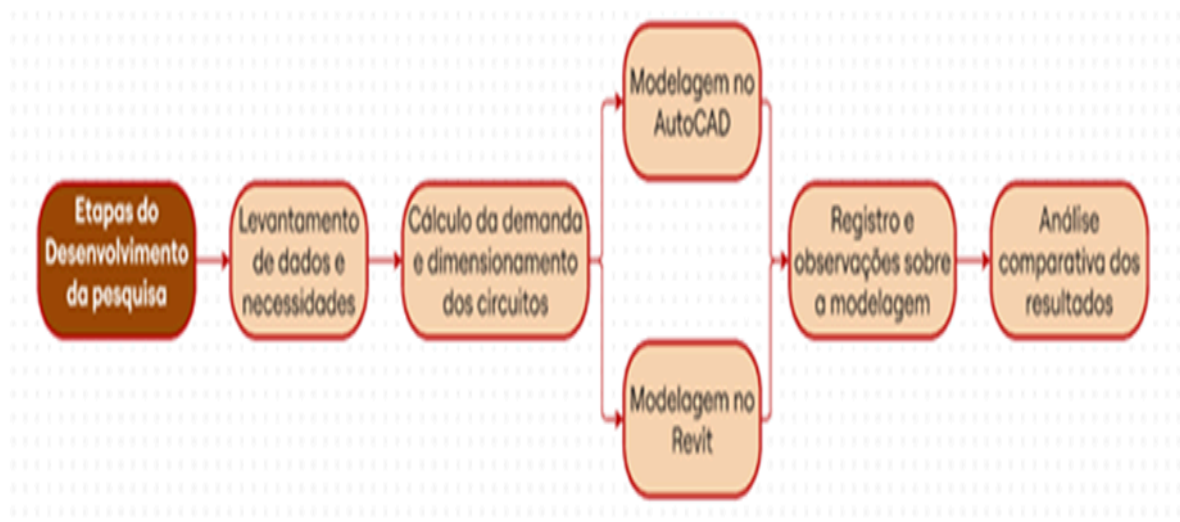 Etapas do
Desenvolvimento
da pesquisa
Levantamento
de dados e
necessidades
Cálculo da demanda
e dimensionamento
dos circuitos
Modelagem no
AutoCAD
Modelagem no
Revit
Registro e
observações sobre
a modelagem
Análise
comparativa dos
resultados